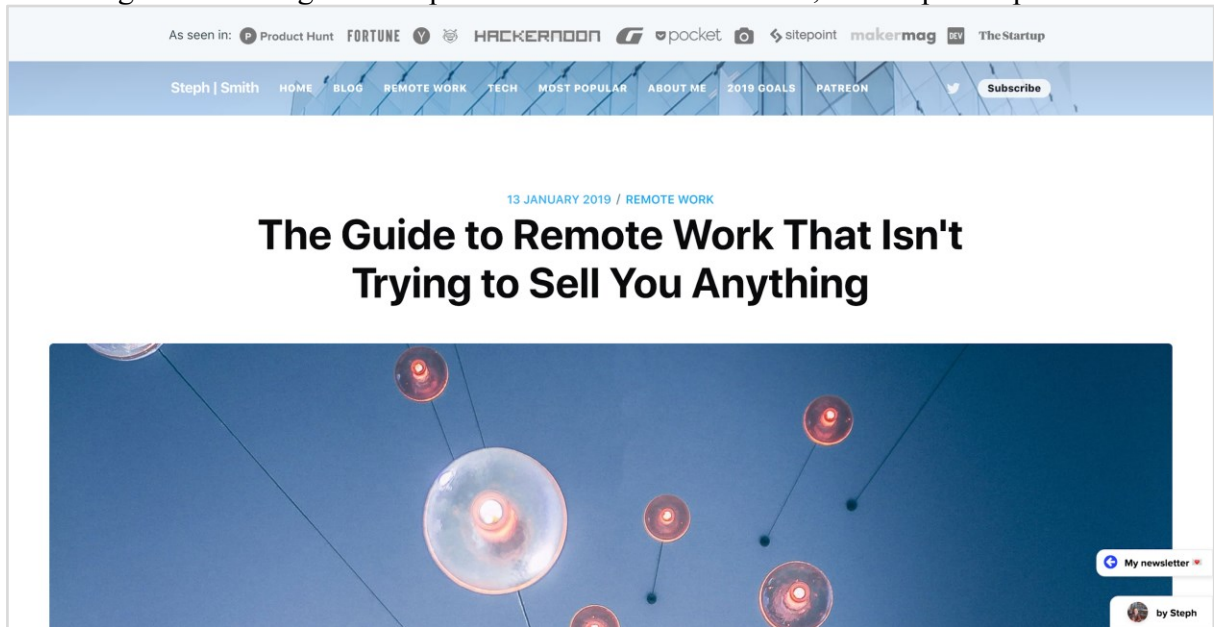 As seen in: P Product Hunt FORTUNE Y HACKERNOON G pocket sitepoint makermag DEV The Startup
Steph | Smith HOME BLOG REMOTE WORK TECH MOST POPULAR ABOUT ME 2019 GOALS PATREON Subscribe
13 JANUARY 2019 / REMOTE WORK
The Guide to Remote Work That Isn't
Trying to Sell You Anything
My newsletter
by Steph